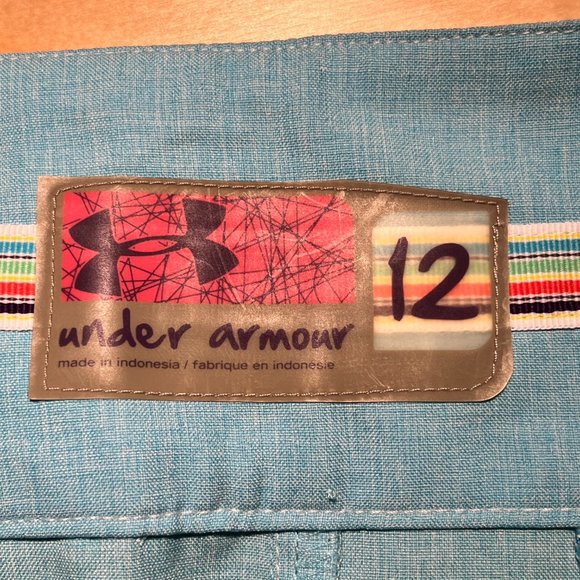 under armour
made in indonesia / fabrique en indonesie
12